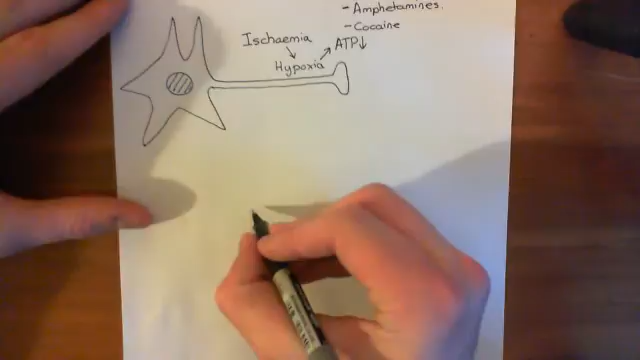 - Amphetamines.
- Cocaine
Ischaemia
ATP↓
Hypoxia